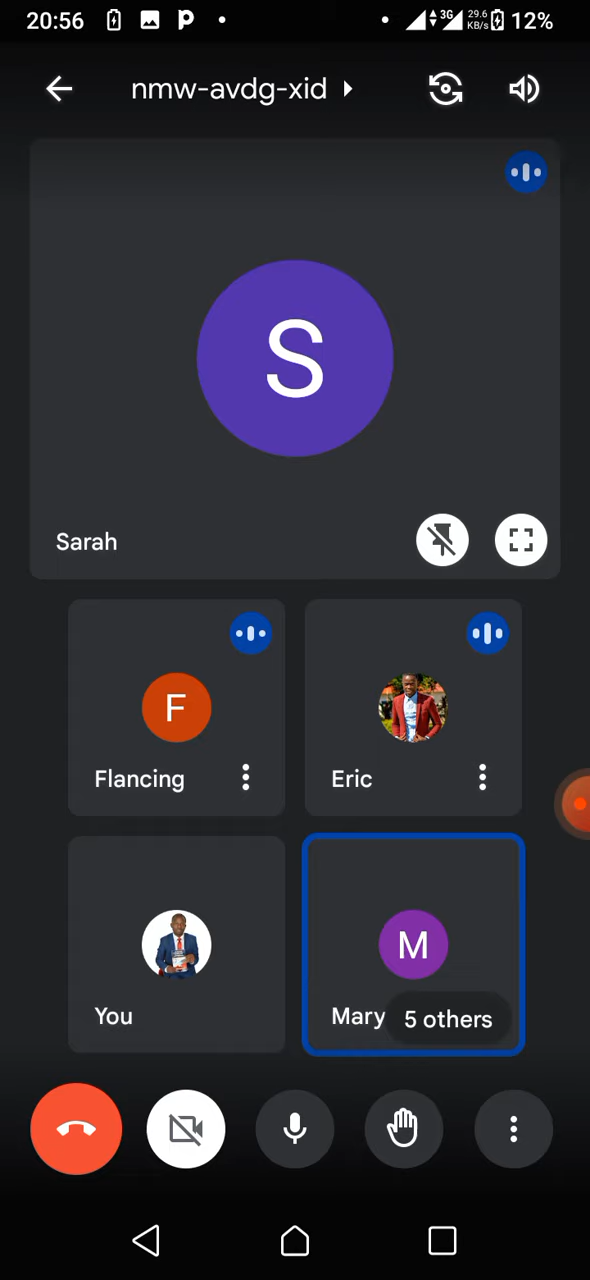 20:56 3G 29.6 KB/s 12%
nmw-avdg-xid
S
Sarah
F
Flancing
Eric
You
M
Mary
5 others